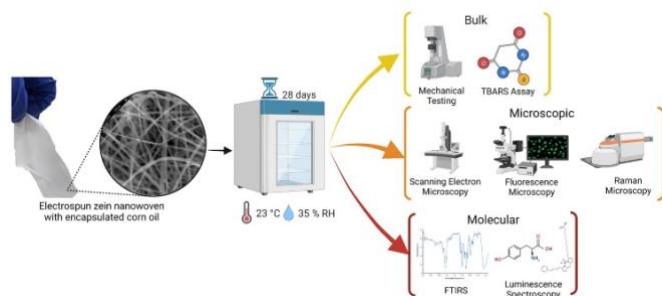 Bulk
Mechanical
Testing
TBARS Assay
28 days
Microscopic
Scanning Electron
Microscopy
Fluorescence
Microscopy
Raman
Microscopy
Electrospun zein nanowoven
with encapsulated corn oil
23 °C
35 % RH
Molecular
FTIRS
Luminescence
Spectroscopy